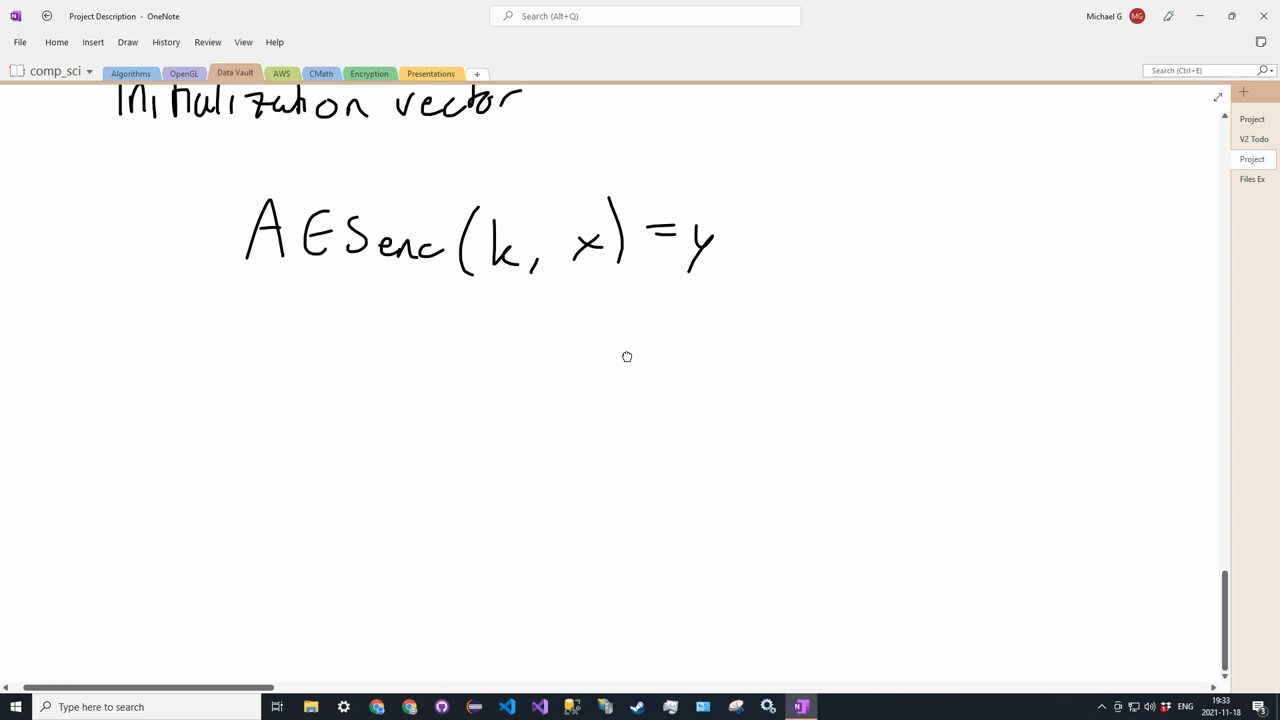 Project Description - OneNote
Search (Alt+Q)
Michael G
MG
File Home Insert Draw History Review View Help
comp_sci
Algorithms OpenGL Data Vault AWS CMath Encryption Presentations +
Search (Ctrl+E)
Initialization vector
Project
V2 Todo
Project
Files Ex
AESenc(k, x) = y
Type here to search
ENG
19:33
2021-11-18
2